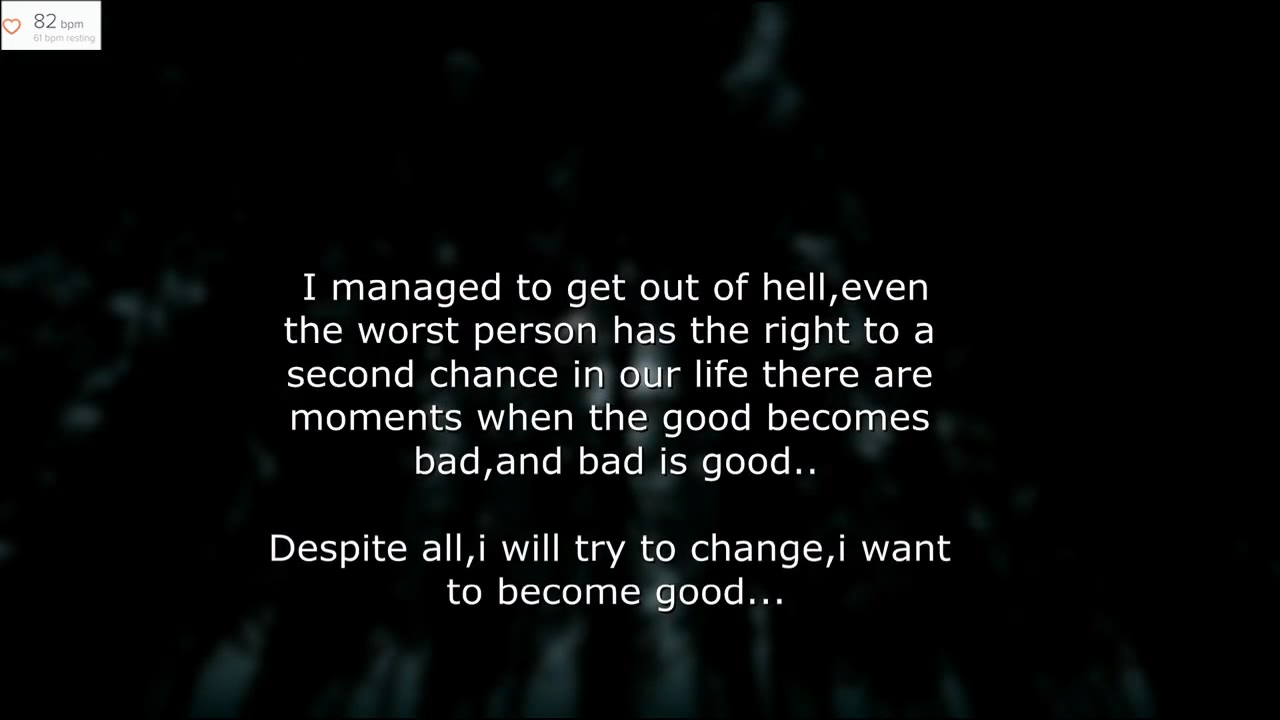 82 bpm
61 bpm resting
I managed to get out of hell,even
the worst person has the right to a
second chance in our life there are
moments when the good becomes
bad,and bad is good..
Despite all,i will try to change,i want
to become good...